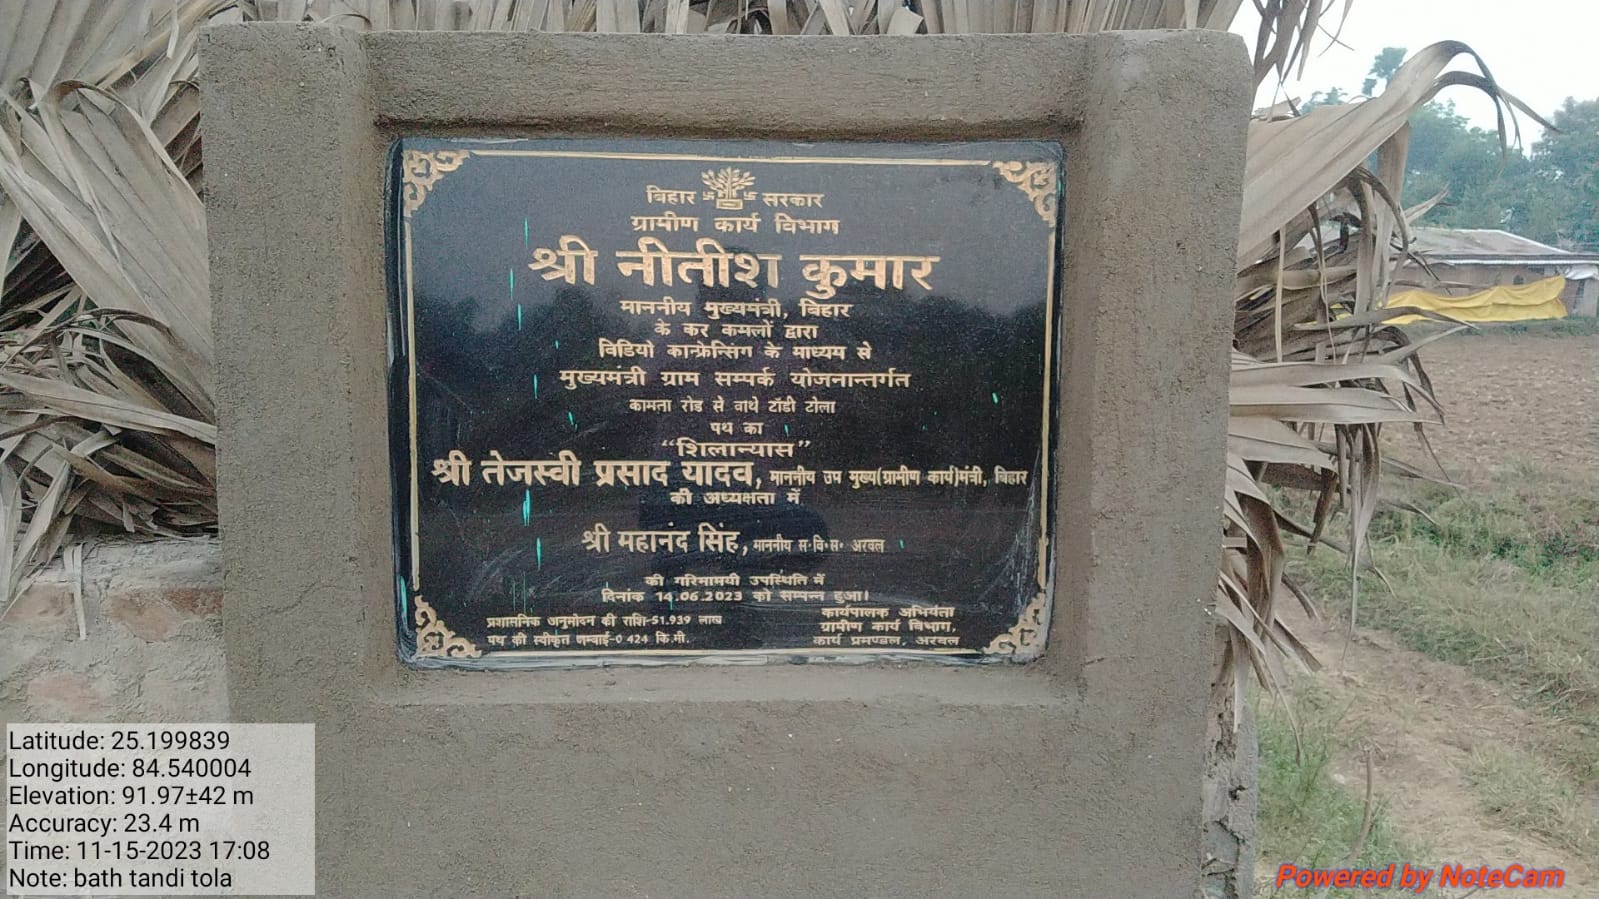 बिहार सरकार
ग्रामीण कार्य विभाग
श्री नीतीश कुमार
माननीय मुख्यमंत्री, बिहार
के कर कमलों द्वारा
विडियो कान्फ्रेन्सिंग के माध्यम से
मुख्यमंत्री ग्राम सम्पर्क योजनान्तर्गत
कामता रोड से वाथे टॉडी टोला
पथ का
“शिलान्यास”
श्री तेजस्वी प्रसाद यादव, माननीय उप मुख्य(ग्रामीण कार्य)मंत्री, बिहार
की अध्यक्षता में
श्री महानंद सिंह, माननीय स॰वि॰स॰ अरवल
की गरिमामयी उपस्थिति में
दिनांक 14.06.2023 को सम्पन्न हुआ।
प्रशासनिक अनुमोदन की राशि-51.939 लाख
पथ की स्वीकृत लम्बाई-0.424 कि.मी.
कार्यपालक अभियंता
ग्रामीण कार्य विभाग,
कार्य प्रमण्डल, अरवल
Latitude: 25.199839
Longitude: 84.540004
Elevation: 91.97±42 m
Accuracy: 23.4 m
Time: 11-15-2023 17:08
Note: bath tandi tola
Powered by NoteCam